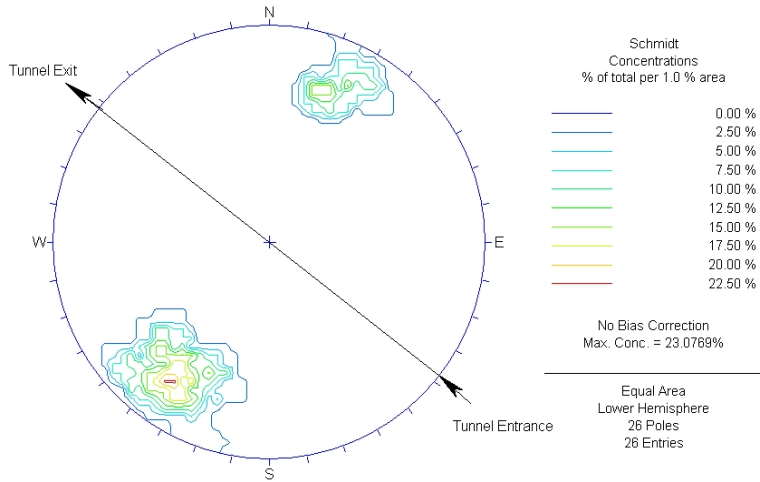 N
Tunnel Exit
W
E
S
Tunnel Entrance
Schmidt
Concentrations
% of total per 1.0 % area
0.00 %
2.50 %
5.00 %
7.50 %
10.00 %
12.50 %
15.00 %
17.50 %
20.00 %
22.50 %
No Bias Correction
Max. Conc. = 23.0769%
Equal Area
Lower Hemisphere
26 Poles
26 Entries